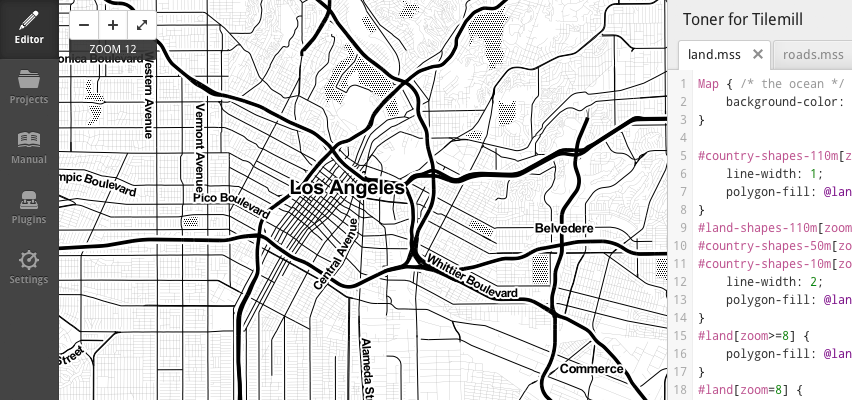 Editor
Projects
Manual
Plugins
Settings
ZOOM 12
onica Boulevard
Western Avenue
Vermont Avenue
mpic Boulevard
Pico Boulevard
Los Angeles
Central Avenue
Belvedere
Whittier Boulevard
Alameda St
Street
Commerce
Toner for Tilemill
land.mss ✕ roads.mss
1 Map { /* the ocean */
2 background-color:
3 }
4
5 #country-shapes-110m[z
6 line-width: 1;
7 polygon-fill: @lan
8 }
9 #land-shapes-110m[zoom
10 #country-shapes-50m[zo
11 #country-shapes-10m[zo
12 line-width: 2;
13 polygon-fill: @lan
14 }
15 #land[zoom>=8] {
16 polygon-fill: @lan
17 }
18 #land[zoom=8] {